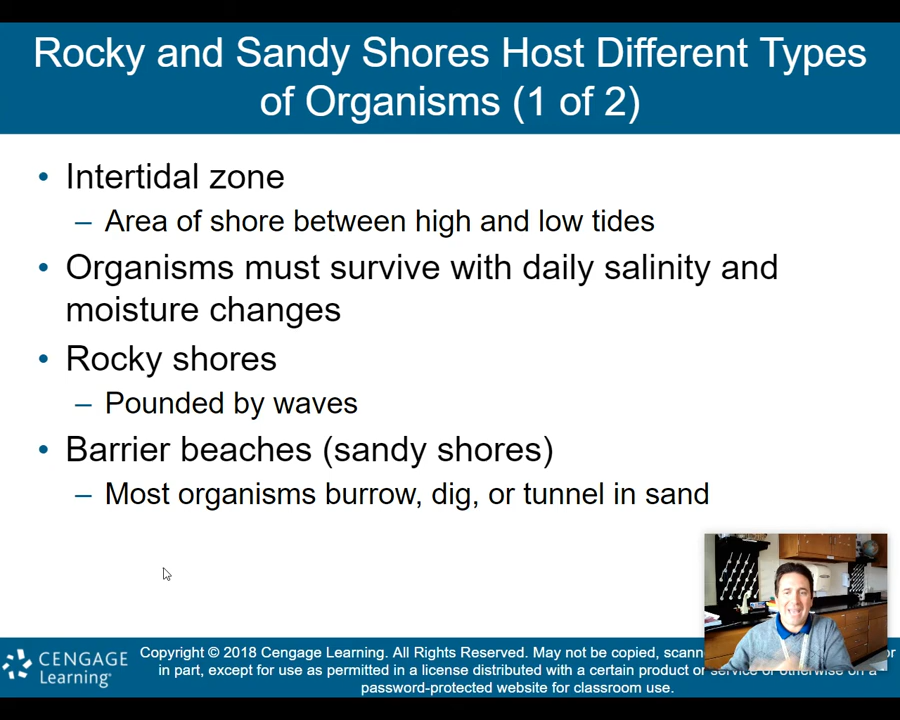 Rocky and Sandy Shores Host Different Types
of Organisms (1 of 2)
• Intertidal zone
– Area of shore between high and low tides
• Organisms must survive with daily salinity and
moisture changes
• Rocky shores
– Pounded by waves
• Barrier beaches (sandy shores)
– Most organisms burrow, dig, or tunnel in sand
CENGAGE
Learning®
Copyright © 2018 Cengage Learning. All Rights Reserved. May not be copied, or
in part, except for use as permitted in a license distributed with a certain product or service or otherwise on a
password-protected website for classroom use.